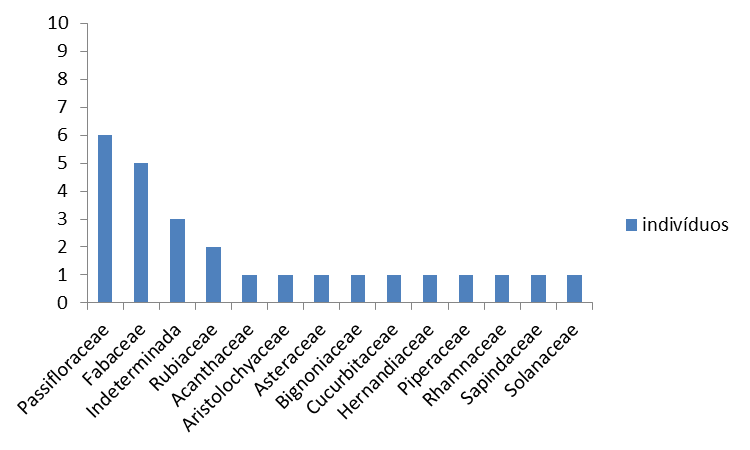 10
9
8
7
6
5
4
3
2
1
0
Passifloraceae
Fabaceae
Indeterminada
Rubiaceae
Acanthaceae
Aristolochyaceae
Asteraceae
Bignoniaceae
Cucurbitaceae
Hernandiaceae
Piperaceae
Rhamnaceae
Sapindaceae
Solanaceae
indivíduos